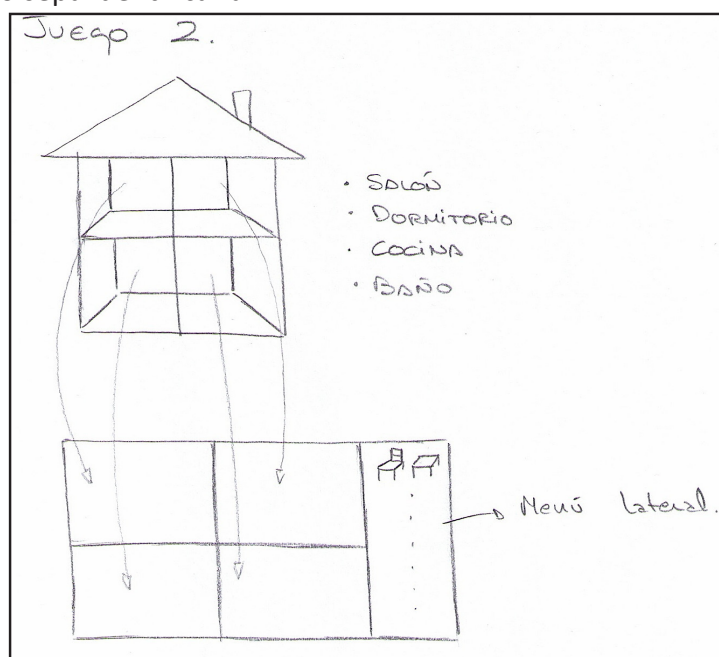 Juego 2.
· SALÓN
· DORMITORIO
· COCINA
· BAÑO
Menú lateral.